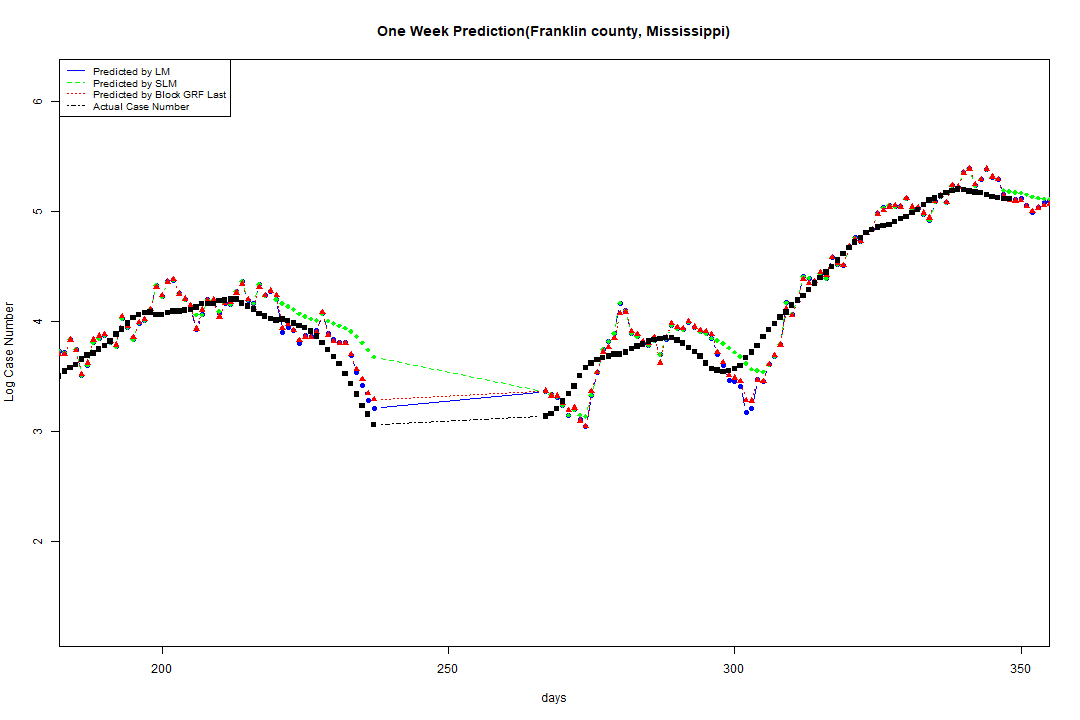 One Week Prediction(Franklin county, Mississippi)
Predicted by LM
Predicted by SLM
Predicted by Block GRF Last
Actual Case Number
6
5
4
3
2
Log Case Number
200
250
300
350
days